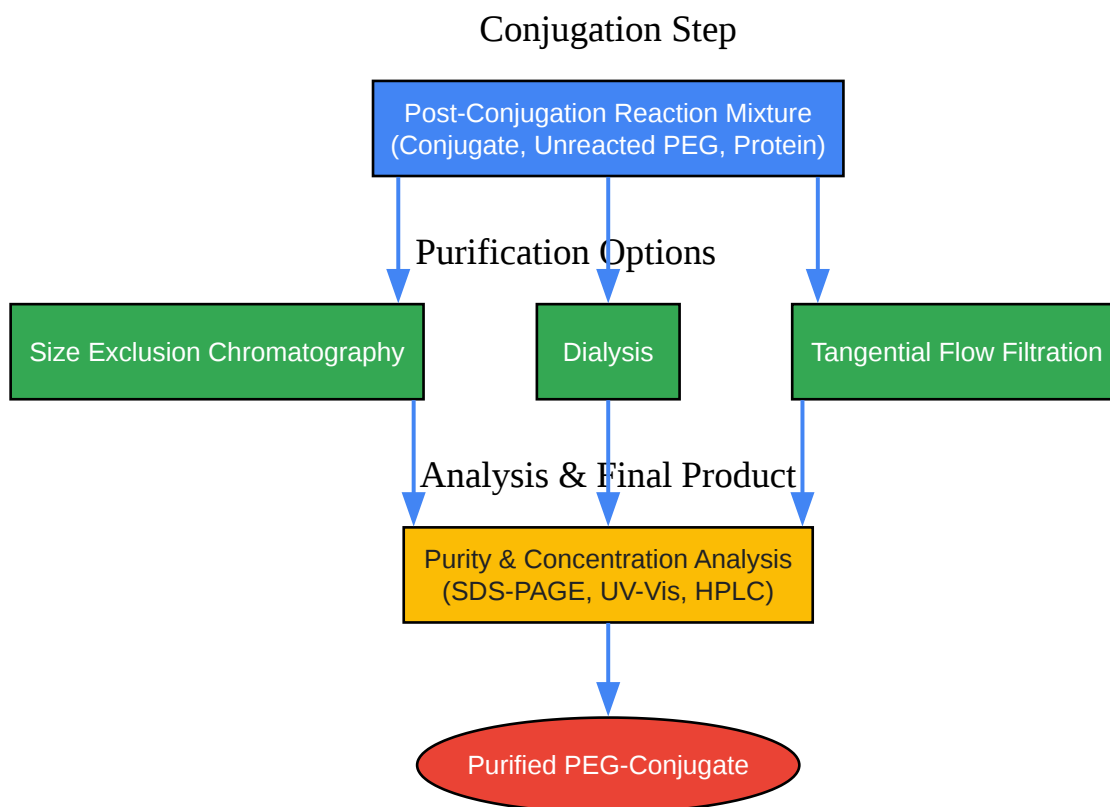 Conjugation Step
Post-Conjugation Reaction Mixture
(Conjugate, Unreacted PEG, Protein)
Purification Options
Size Exclusion Chromatography
Dialysis
Tangential Flow Filtration
Analysis & Final Product
Purity & Concentration Analysis
(SDS-PAGE, UV-Vis, HPLC)
Purified PEG-Conjugate